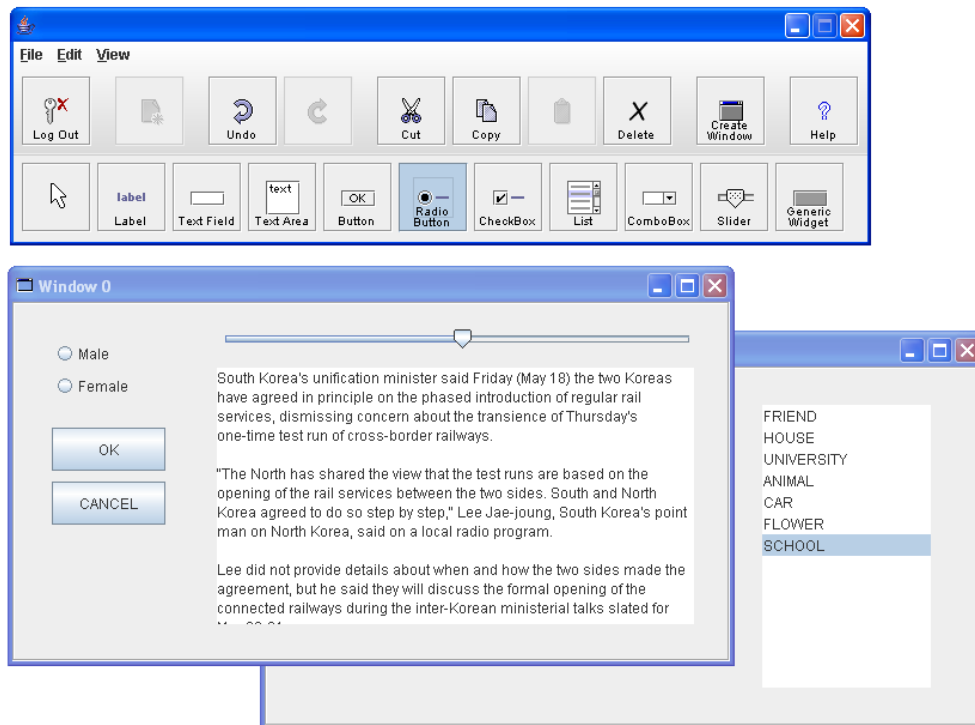 File Edit View
Log Out Undo Cut Copy Delete Create Window Help
label text OK
Label Text Field Text Area Button Radio Button CheckBox List ComboBox Slider Generic Widget
Window 0
Male
Female
OK
CANCEL
South Korea's unification minister said Friday (May 18) the two Koreas
have agreed in principle on the phased introduction of regular rail
services, dismissing concern about the transience of Thursday's
one-time test run of cross-border railways.
"The North has shared the view that the test runs are based on the
opening of the rail services between the two sides. South and North
Korea agreed to do so step by step," Lee Jae-joung, South Korea's point
man on North Korea, said on a local radio program.
Lee did not provide details about when and how the two sides made the
agreement, but he said they will discuss the formal opening of the
connected railways during the inter-Korean ministerial talks slated for
FRIEND
HOUSE
UNIVERSITY
ANIMAL
CAR
FLOWER
SCHOOL